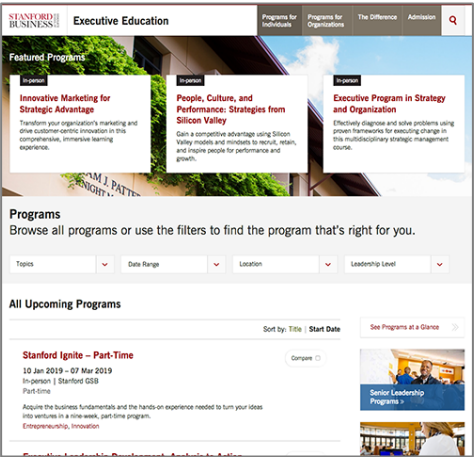 STANFORD
BUSINESS
Executive Education
Programs for
Individuals
Programs for
Organizations
The Difference
Admission
Featured Programs
In-person
Innovative Marketing for
Strategic Advantage
Transform your organization's marketing and
drive customer-centric innovation in this
comprehensive, immersive learning
experience.
In-person
People, Culture, and
Performance: Strategies from
Silicon Valley
Gain a competitive advantage using Silicon
Valley models and mindsets to recruit, retain,
and inspire people for performance and
growth.
In-person
Executive Program in Strategy
and Organization
Effectively diagnose and solve problems using
proven frameworks for executing change in
this multidisciplinary strategic management
course.
Programs
Browse all programs or use the filters to find the program that's right for you.
Topics
Date Range
Location
Leadership Level
All Upcoming Programs
Sort by: Title | Start Date
See Programs at a Glance
Stanford Ignite – Part-Time
Compare
10 Jan 2019 – 07 Mar 2019
In-person | Stanford GSB
Part-time
Acquire the business fundamentals and the hands-on experience needed to turn your ideas
into ventures in a nine-week, part-time program.
Entrepreneurship, Innovation
Senior Leadership
Programs »
Executive Leadership Development: Analysis to Action